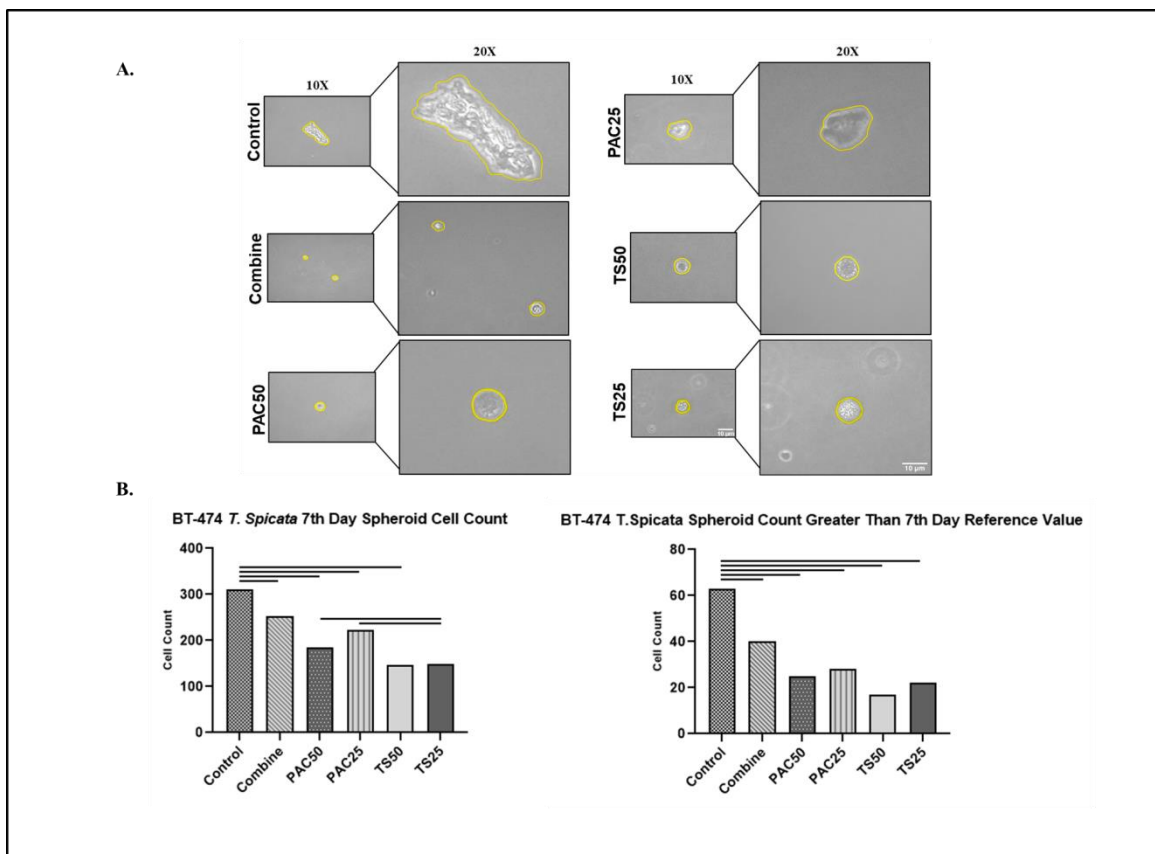 A.
10X
20X
10X
20X
Control
PAC25
Combine
TS50
PAC50
TS25
10 µm
10 µm
B.
BT-474 T. Spicata 7th Day Spheroid Cell Count
400
300
200
100
0
Cell Count
Control
Combine
PAC50
PAC25
TS50
TS25
BT-474 T.Spicata Spheroid Count Greater Than 7th Day Reference Value
80
60
40
20
0
Cell Count
Control
Combine
PAC50
PAC25
TS50
TS25